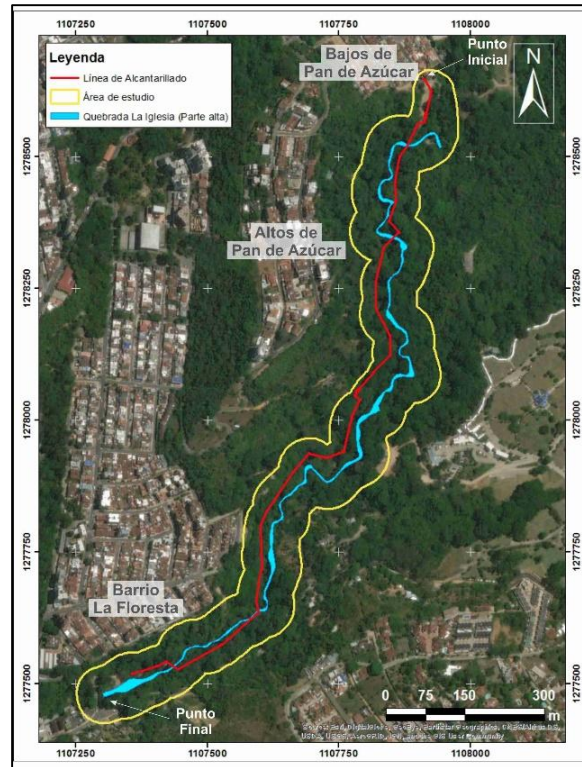 1107250
1107500
1107750
1108000
Bajos de
Pan de Azúcar
Punto
Inicial
N
Leyenda
Línea de Alcantarillado
Área de estudio
Quebrada La Iglesia (Parte alta)
1278500
1278500
Altos de
Pan de Azúcar
1278250
1278250
1278000
1278000
1277750
1277750
Barrio
La Floresta
1277500
1277500
Punto
Final
0 75 150 300
m
1107250
1107500
1107750
1108000